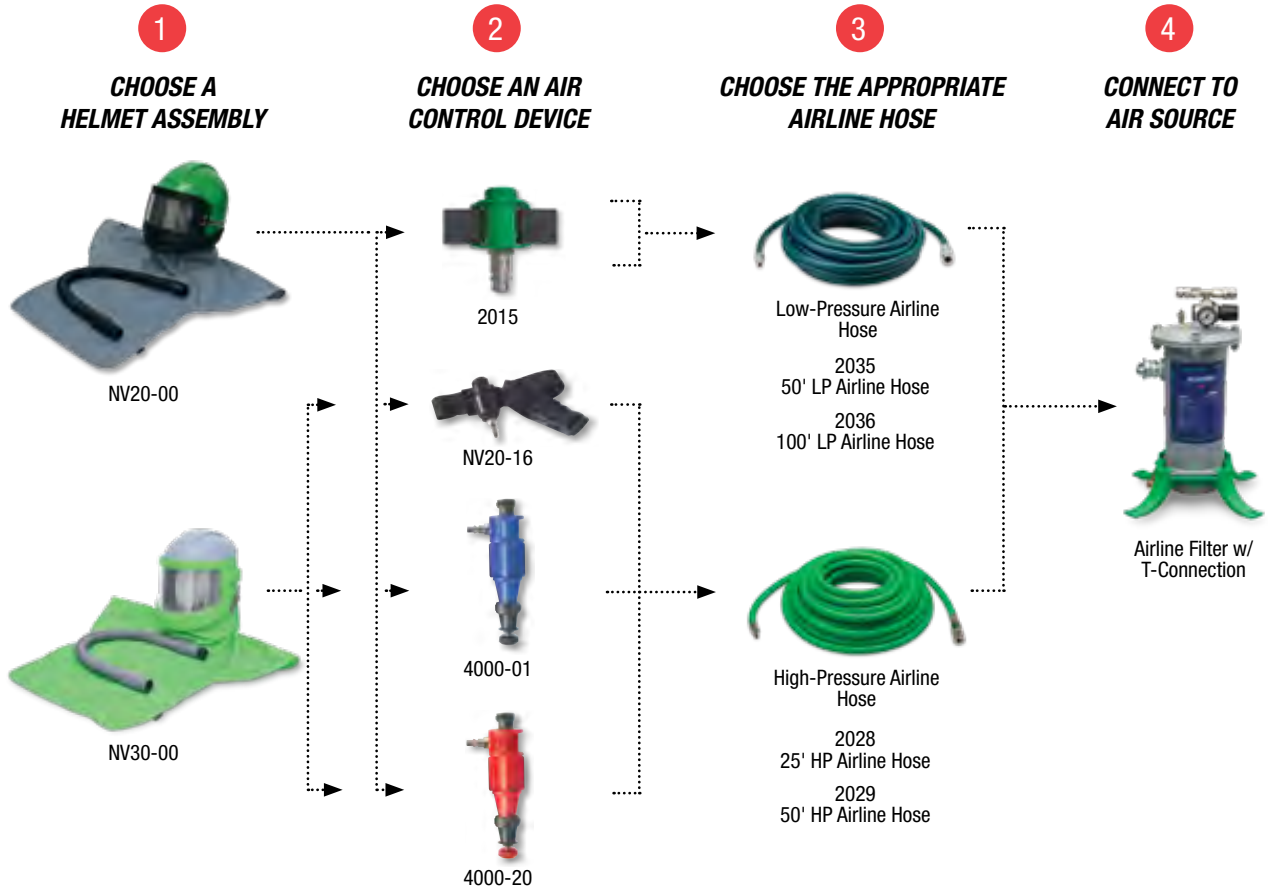 1
CHOOSE A
HELMET ASSEMBLY
NV20-00
NV30-00
2
CHOOSE AN AIR
CONTROL DEVICE
2015
NV20-16
4000-01
4000-20
3
CHOOSE THE APPROPRIATE
AIRLINE HOSE
Low-Pressure Airline
Hose
2035
50' LP Airline Hose
2036
100' LP Airline Hose
High-Pressure Airline
Hose
2028
25' HP Airline Hose
2029
50' HP Airline Hose
4
CONNECT TO
AIR SOURCE
Airline Filter w/
T-Connection